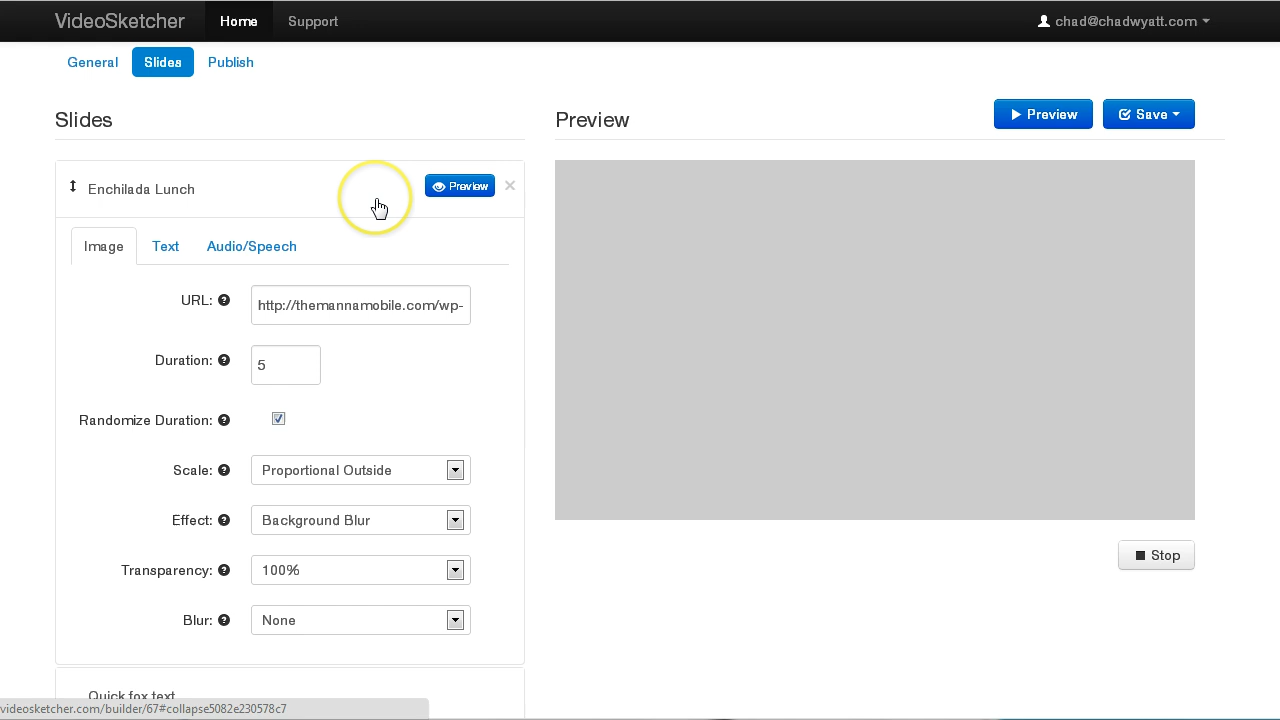 VideoSketcher Home Support chad@chadwyatt.com
General Slides Publish
Slides
Preview
Preview
Save
Enchilada Lunch
Preview
Image Text Audio/Speech
URL: http://themannamobile.com/wp-
Duration: 5
Randomize Duration:
Scale: Proportional Outside
Effect: Background Blur
Transparency: 100%
Blur: None
Stop
Quick fox text
videosketcher.com/builder/67#collapse5082e230578c7